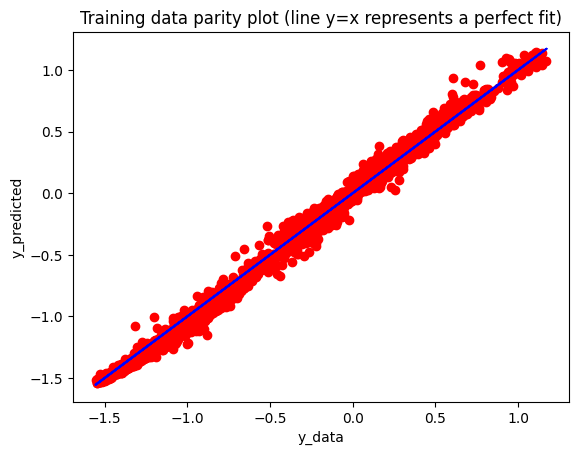 Training data parity plot (line y=x represents a perfect fit)
1.0
0.5
0.0
−0.5
−1.0
−1.5
y_predicted
−1.5 −1.0 −0.5 0.0 0.5 1.0
y_data